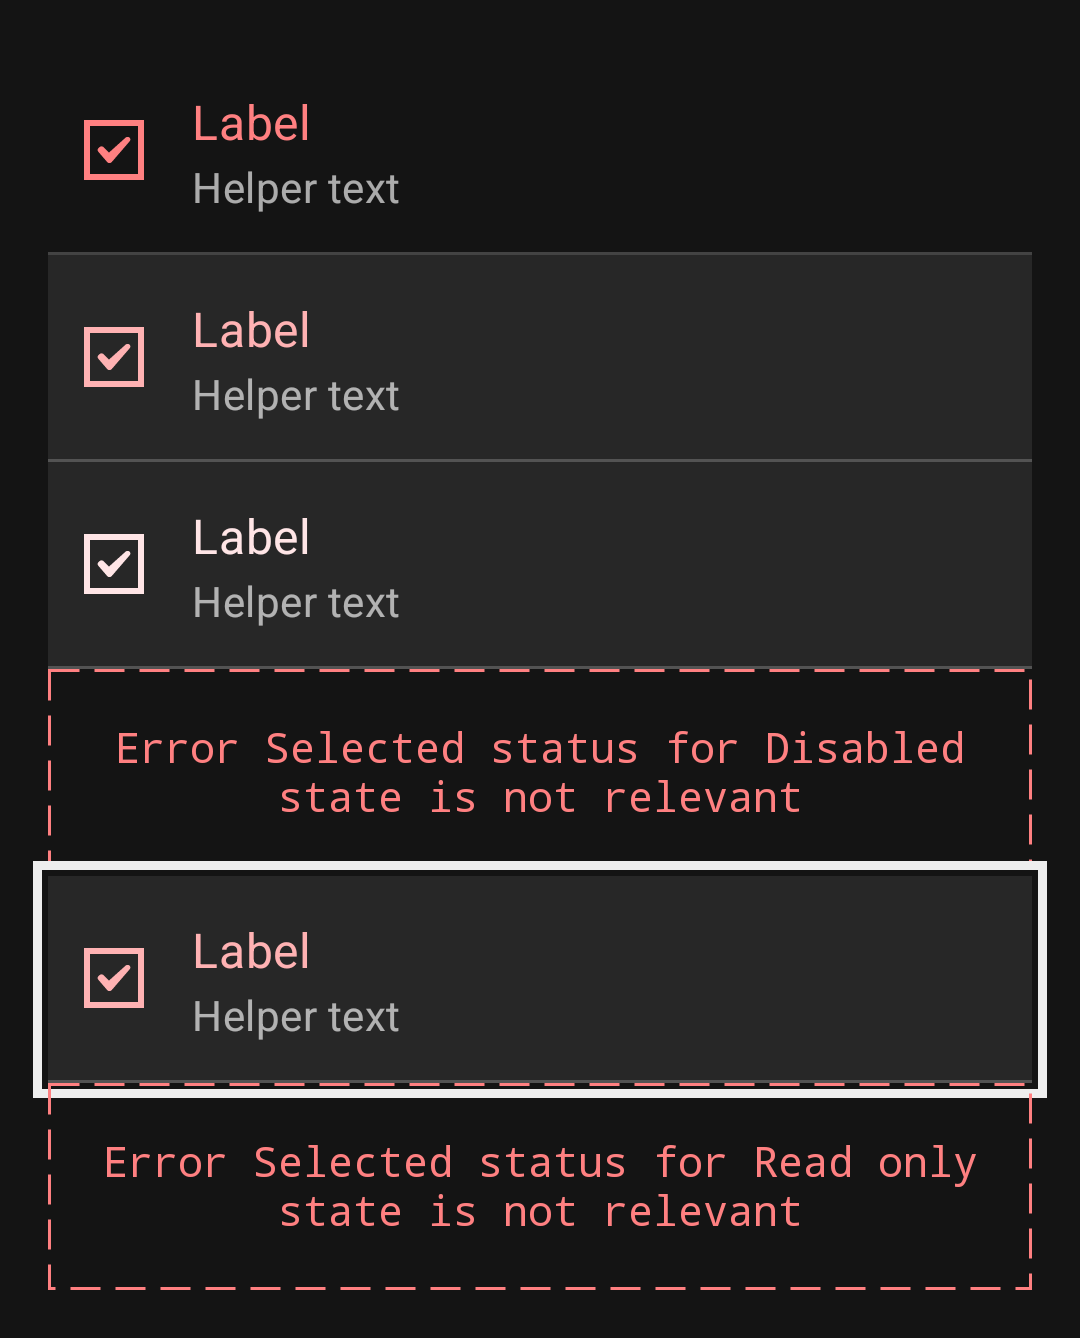 Label
Helper text
Label
Helper text
Label
Helper text
Error Selected status for Disabled
state is not relevant
Label
Helper text
Error Selected status for Read only
state is not relevant